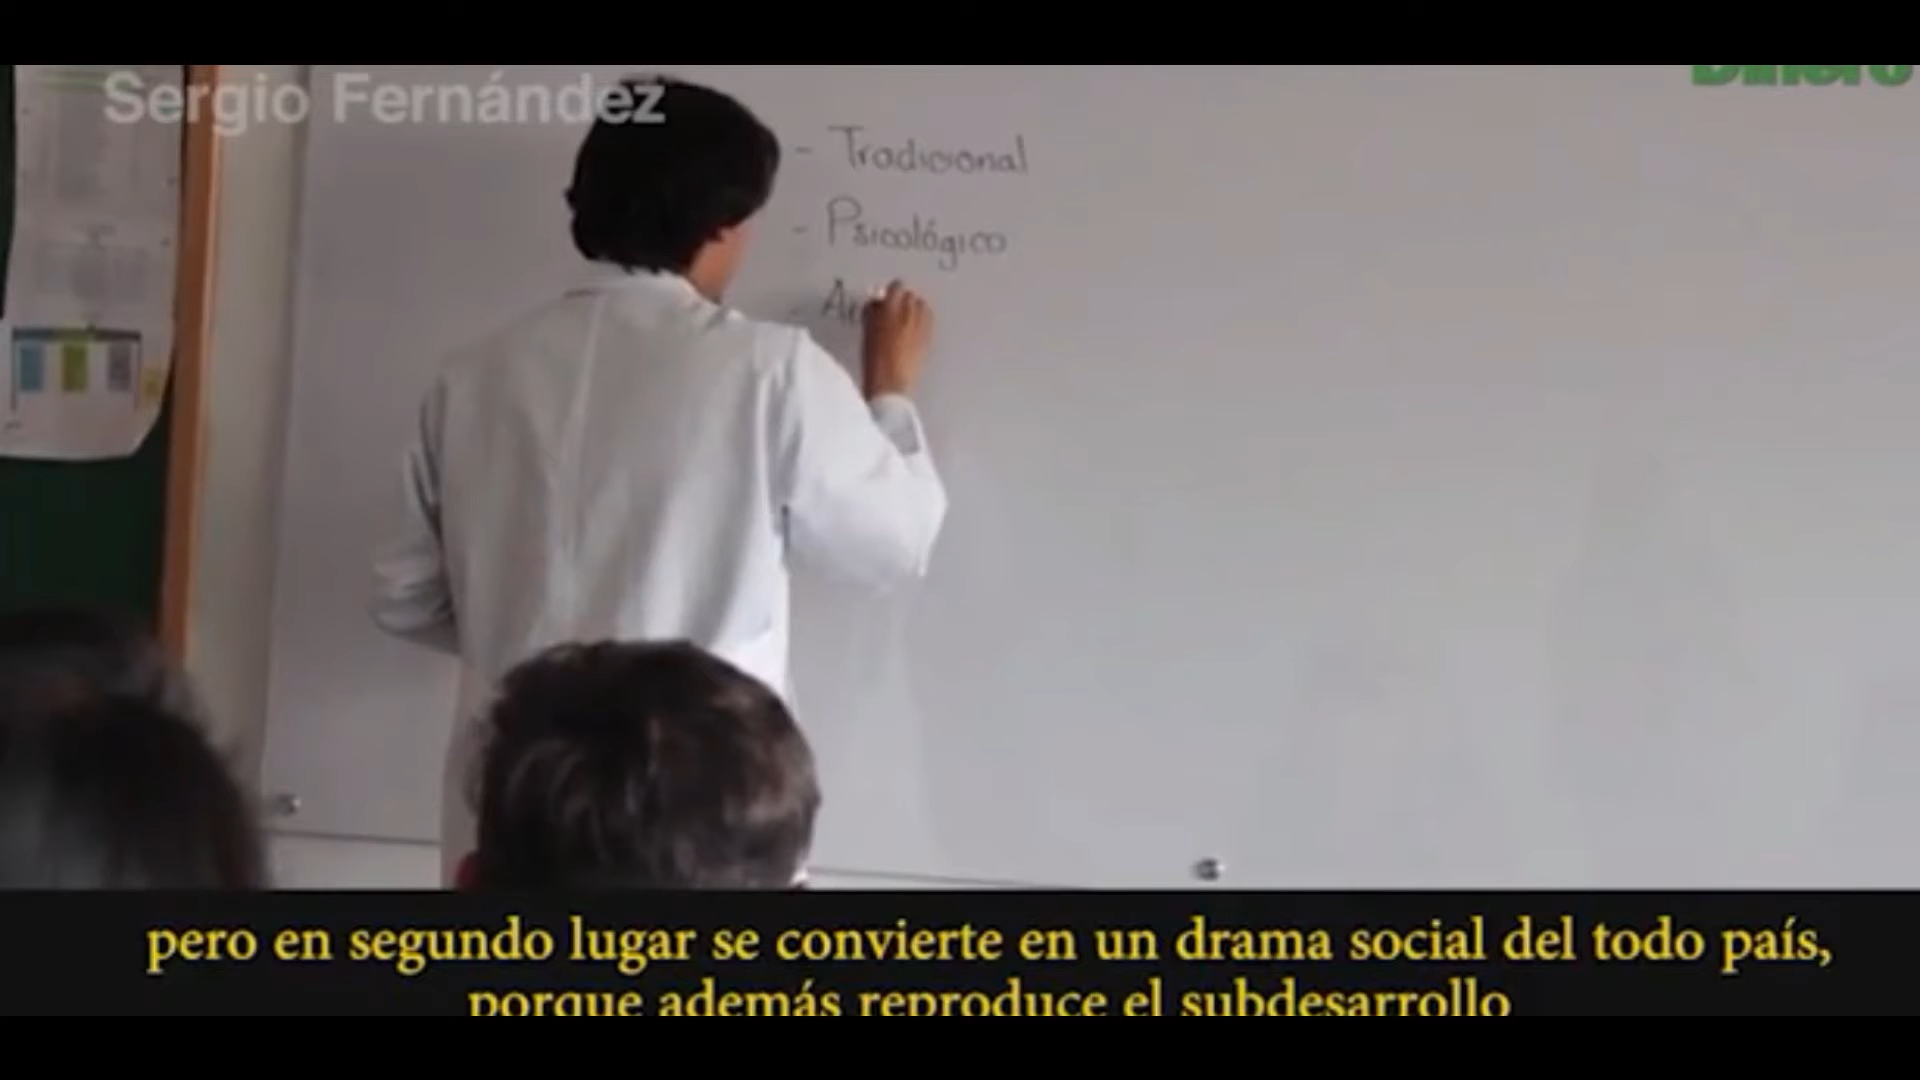 Sergio Fernández
Dinero
- Tradicional
- Psicológico
-
pero en segundo lugar se convierte en un drama social del todo país,
porque además reproduce el subdesarrollo